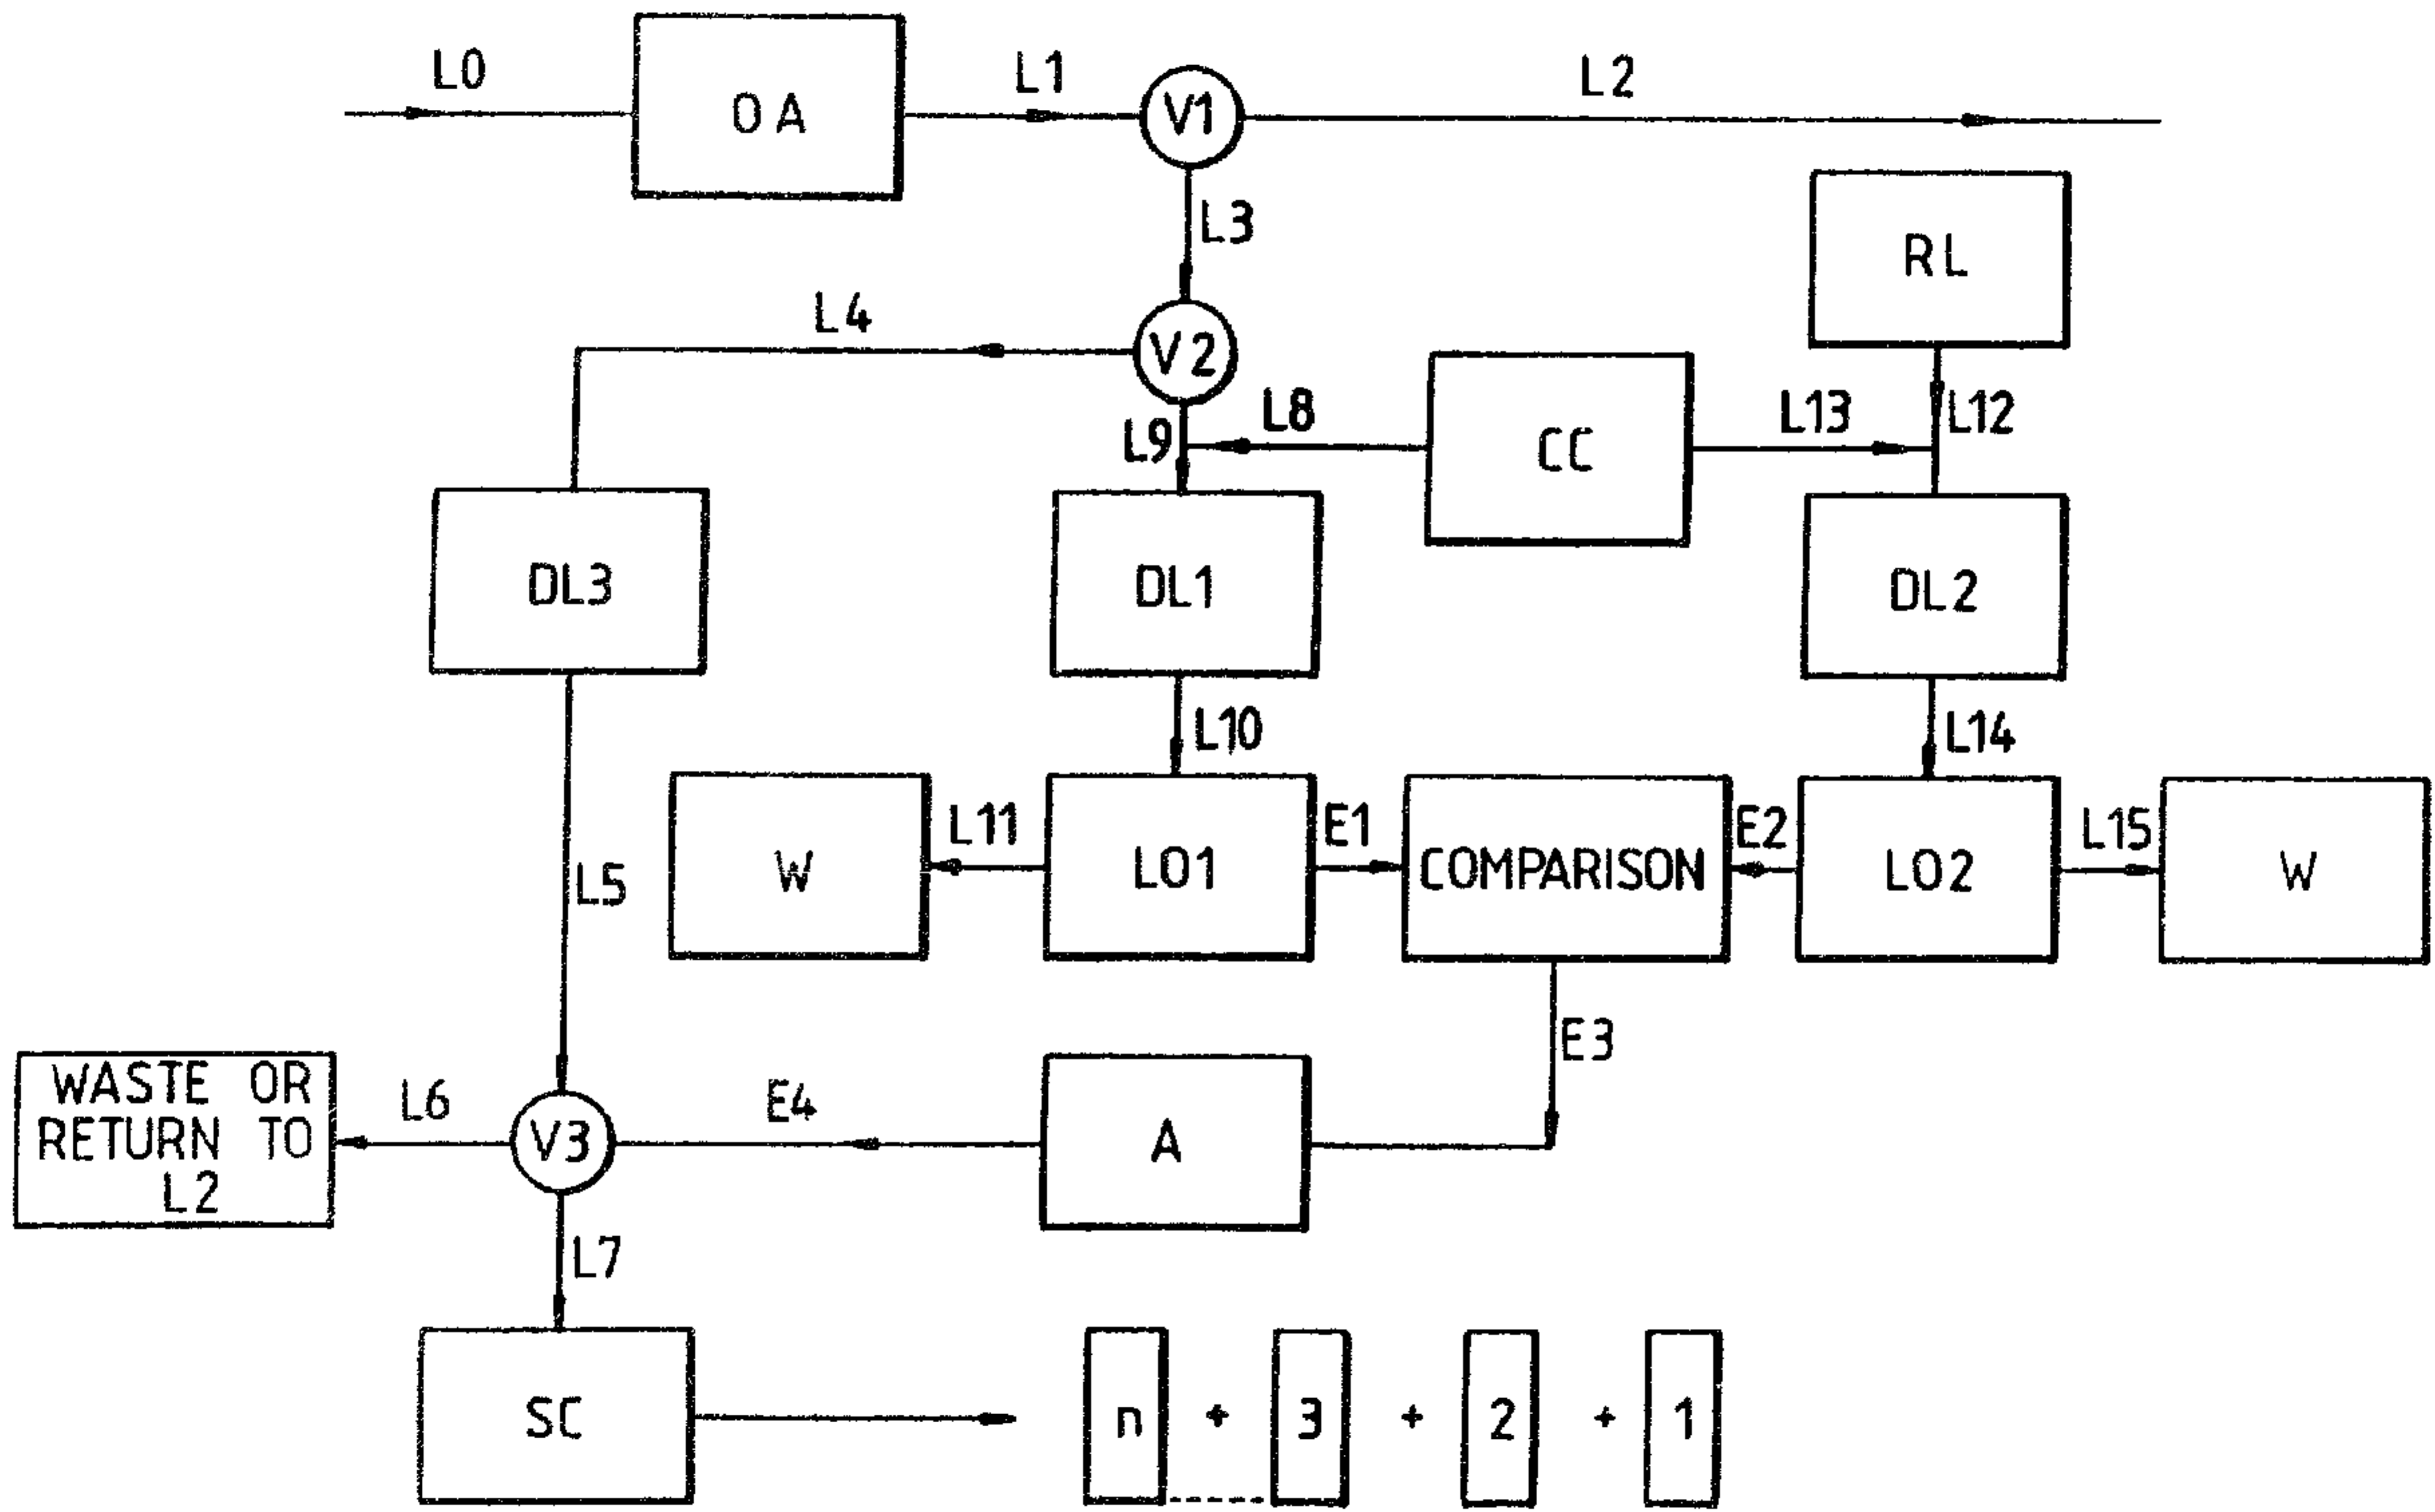 L0
OA
L1
V1
L2
L3
RL
L4
V2
L8
L9
CC
L13
L12
DL3
DL1
DL2
L10
L14
L5
W
L11
LO1
E1
COMPARISON
E2
LO2
L15
W
E3
WASTE OR
RETURN TO
L2
L6
V3
E4
A
L7
SC
n + 3 + 2 + 1